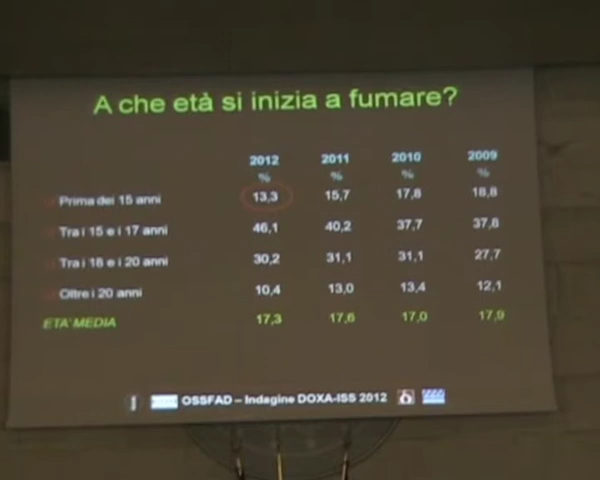 A che età si inizia a fumare?
2012 2011 2010 2009
% % % %
Prima dei 15 anni 13,3 15,7 17,8 18,8
Tra i 15 e i 17 anni 46,1 40,2 37,7 37,8
Tra i 18 e i 20 anni 30,2 31,1 31,1 27,7
Oltre i 20 anni 10,4 13,0 13,4 12,1
ETA' MEDIA 17,3 17,6 17,0 17,9
OSSFAD – Indagine DOXA-ISS 2012